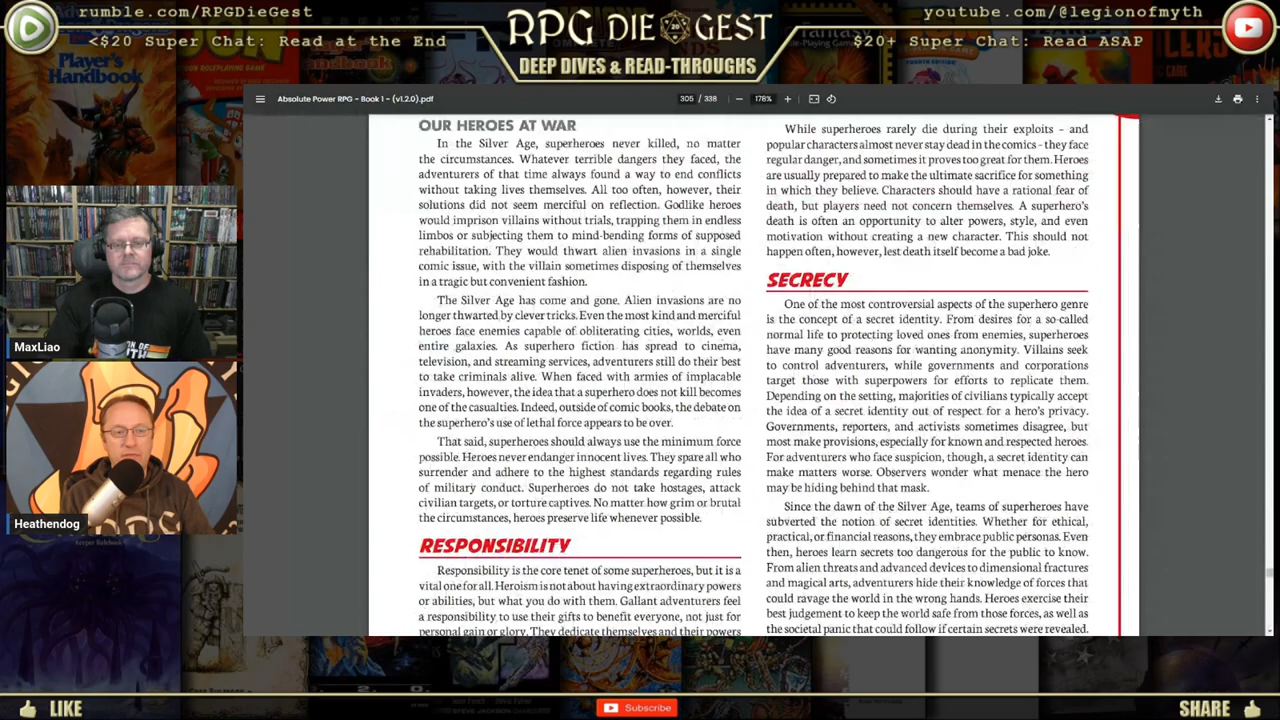 rumble.com/RPGDieGest
<$20 Super Chat: Read at the End
RPG DIE GEST
DEEP DIVES & READ-THROUGHS
youtube.com/@legionofmyth
$20+ Super Chat: Read ASAP
Player's
Handbook
Absolute Power RPG - Book 1 - (v1.2.0).pdf
305 / 338
178%
OUR HEROES AT WAR
In the Silver Age, superheroes never killed, no matter
the circumstances. Whatever terrible dangers they faced, the
adventurers of that time always found a way to end conflicts
without taking lives themselves. All too often, however, their
solutions did not seem merciful on reflection. Godlike heroes
would imprison villains without trials, trapping them in endless
limbos or subjecting them to mind-bending forms of supposed
rehabilitation. They would thwart alien invasions in a single
comic issue, with the villain sometimes disposing of themselves
in a tragic but convenient fashion.
The Silver Age has come and gone. Alien invasions are no
longer thwarted by clever tricks. Even the most kind and merciful
heroes face enemies capable of obliterating cities, worlds, even
entire galaxies. As superhero fiction has spread to cinema,
television, and streaming services, adventurers still do their best
to take criminals alive. When faced with armies of implacable
invaders, however, the idea that a superhero does not kill becomes
one of the casualties. Indeed, outside of comic books, the debate on
the superhero's use of lethal force appears to be over.
That said, superheroes should always use the minimum force
possible. Heroes never endanger innocent lives. They spare all who
surrender and adhere to the highest standards regarding rules
of military conduct. Superheroes do not take hostages, attack
civilian targets, or torture captives. No matter how grim or brutal
the circumstances, heroes preserve life whenever possible.
RESPONSIBILITY
Responsibility is the core tenet of some superheroes, but it is a
vital one for all. Heroism is not about having extraordinary powers
or abilities, but what you do with them. Gallant adventurers feel
a responsibility to use their gifts to benefit everyone, not just for
personal gain or glory. They dedicate themselves and their powers
While superheroes rarely die during their exploits – and
popular characters almost never stay dead in the comics – they face
regular danger, and sometimes it proves too great for them. Heroes
are usually prepared to make the ultimate sacrifice for something
in which they believe. Characters should have a rational fear of
death, but players need not concern themselves. A superhero's
death is often an opportunity to alter powers, style, and even
motivation without creating a new character. This should not
happen often, however, lest death itself become a bad joke.
SECRECY
One of the most controversial aspects of the superhero genre
is the concept of a secret identity. From desires for a so-called
normal life to protecting loved ones from enemies, superheroes
have many good reasons for wanting anonymity. Villains seek
to control adventurers, while governments and corporations
target those with superpowers for efforts to replicate them.
Depending on the setting, majorities of civilians typically accept
the idea of a secret identity out of respect for a hero's privacy.
Governments, reporters, and activists sometimes disagree, but
most make provisions, especially for known and respected heroes.
For adventurers who face suspicion, though, a secret identity can
make matters worse. Observers wonder what menace the hero
may be hiding behind that mask.
Since the dawn of the Silver Age, teams of superheroes have
subverted the notion of secret identities. Whether for ethical,
practical, or financial reasons, they embrace public personas. Even
then, heroes learn secrets too dangerous for the public to know.
From alien threats and advanced devices to dimensional fractures
and magical arts, adventurers hide their knowledge of forces that
could ravage the world in the wrong hands. Heroes exercise their
best judgement to keep the world safe from those forces, as well as
the societal panic that could follow if certain secrets were revealed.
MaxLiao
Heathendog
LIKE
Subscribe
SHARE